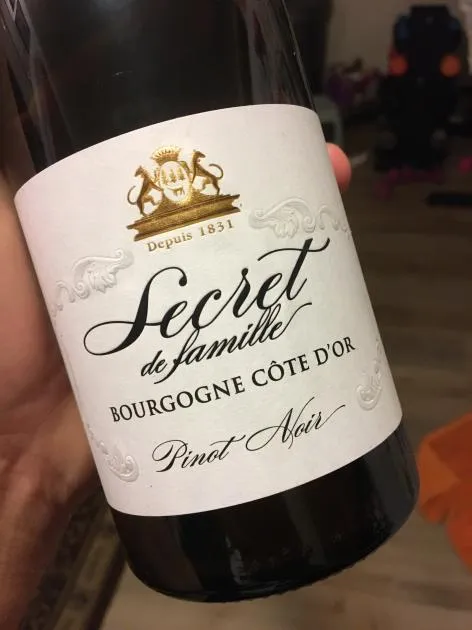 Depuis 1831
Secret
de famille
BOURGOGNE CÔTE D'OR
Pinot Noir